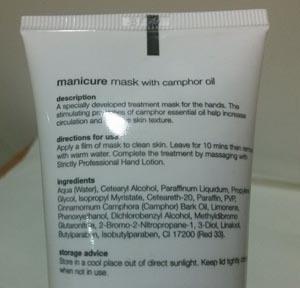 manicure mask with camphor oil
description
A specially developed treatment mask for the hands. The
stimulating of camphor essential oil help increase
circulation and skin texture.
directions for use
Apply a film of mask to clean skin. Leave for 10 mins then
with warm water. Complete the treatment by massaging with
Strictly Professional Hand Lotion.
ingredients
Aqua (Water), Cetearyl Alcohol, Paraffinum Liquidum,
Glycol, Isopropyl Myristate, Ceteareth-20, Paraffin, PVP,
Cinnamomum Camphora (Camphor) Bark Oil, Limonene,
Phenoxyethanol, Dichlorobenzyl Alcohol, Methyldibromo
Glutaronitrile, 2-Bromo-2-Nitropropane-1, 3-Diol, Linalool,
Butylparaben, Isobutylparaben, CI 17200 (Red 33).
storage advice
Store in a cool place out of direct sunlight. Keep lid tightly
when not in use.